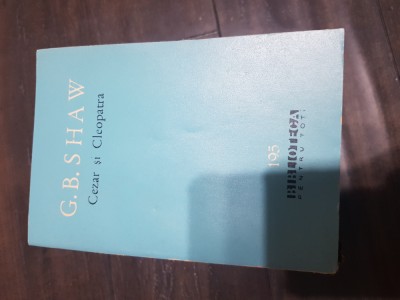 G. B. SHAW
Cezar și Cleopatra
195
BIBLIOTECA
PENTRU TOȚI